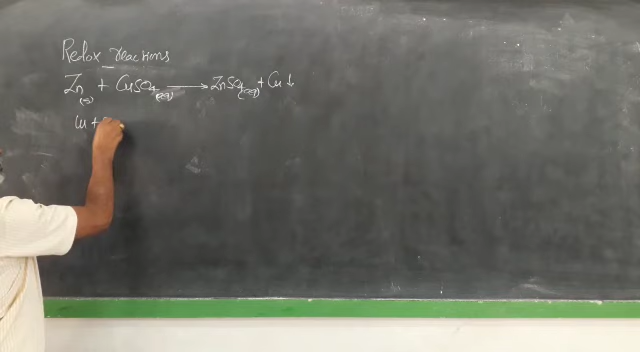 Redox reactions
Zn(s) + CuSO4(aq) → ZnSO4(aq) + Cu ↓
Cu +